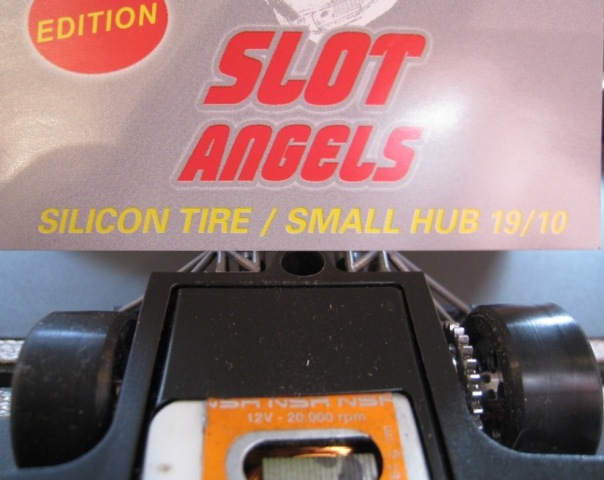 EDITION
SLOT
ANGELS
SILICON TIRE / SMALL HUB 19/10
NSR NSR NSR
12V - 20.000 rpm